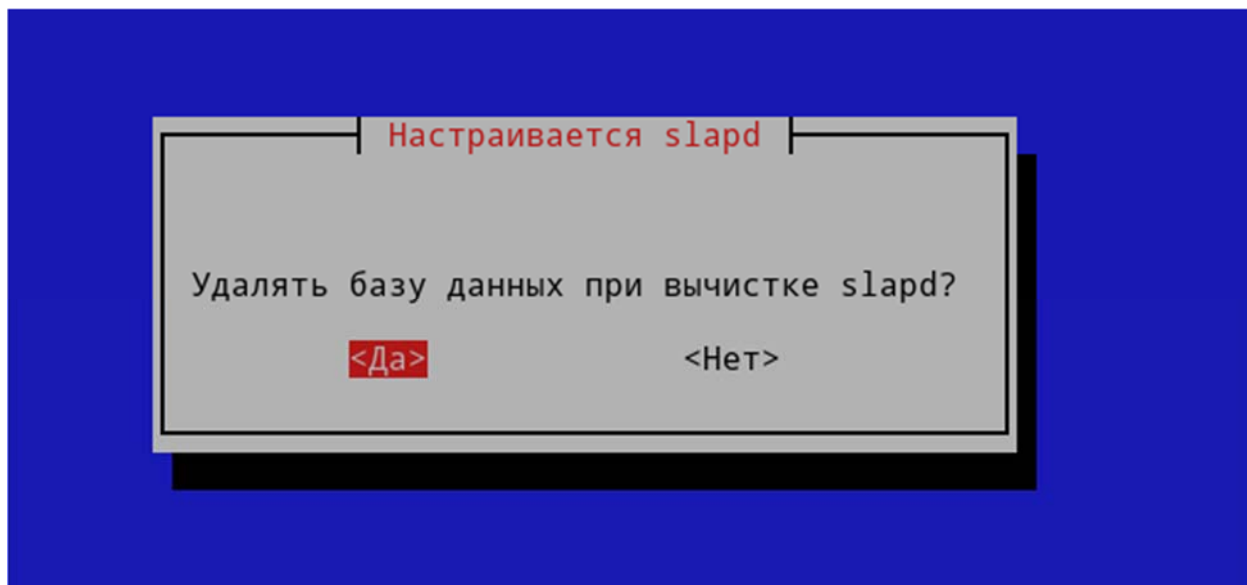 Настраивается slapd
Удалять базу данных при вычистке slapd?
<Да> <Нет>